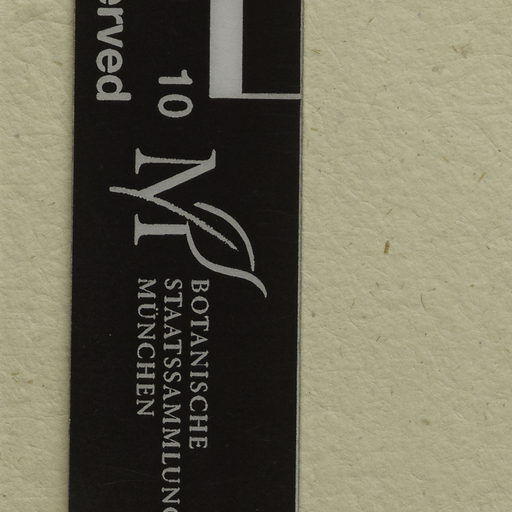 erved
10
M
BOTANISCHE
STAATSSAMMLUNG
MÜNCHEN